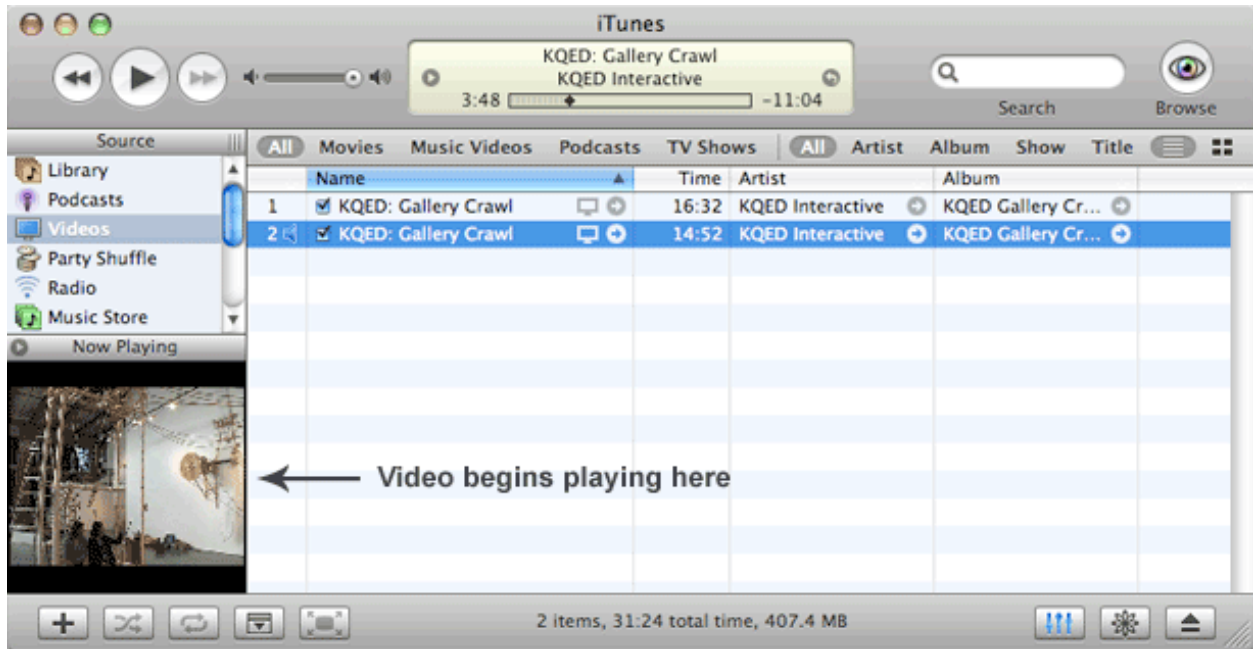 iTunes
KQED: Gallery Crawl
KQED Interactive
3:48 -11:04
Search Browse
Source All Movies Music Videos Podcasts TV Shows All Artist Album Show Title
Library
Podcasts
Videos
Party Shuffle
Radio
Music Store
Name Time Artist Album
1 KQED: Gallery Crawl 16:32 KQED Interactive KQED Gallery Cr...
2 KQED: Gallery Crawl 14:52 KQED Interactive KQED Gallery Cr...
Now Playing
Video begins playing here
2 items, 31:24 total time, 407.4 MB